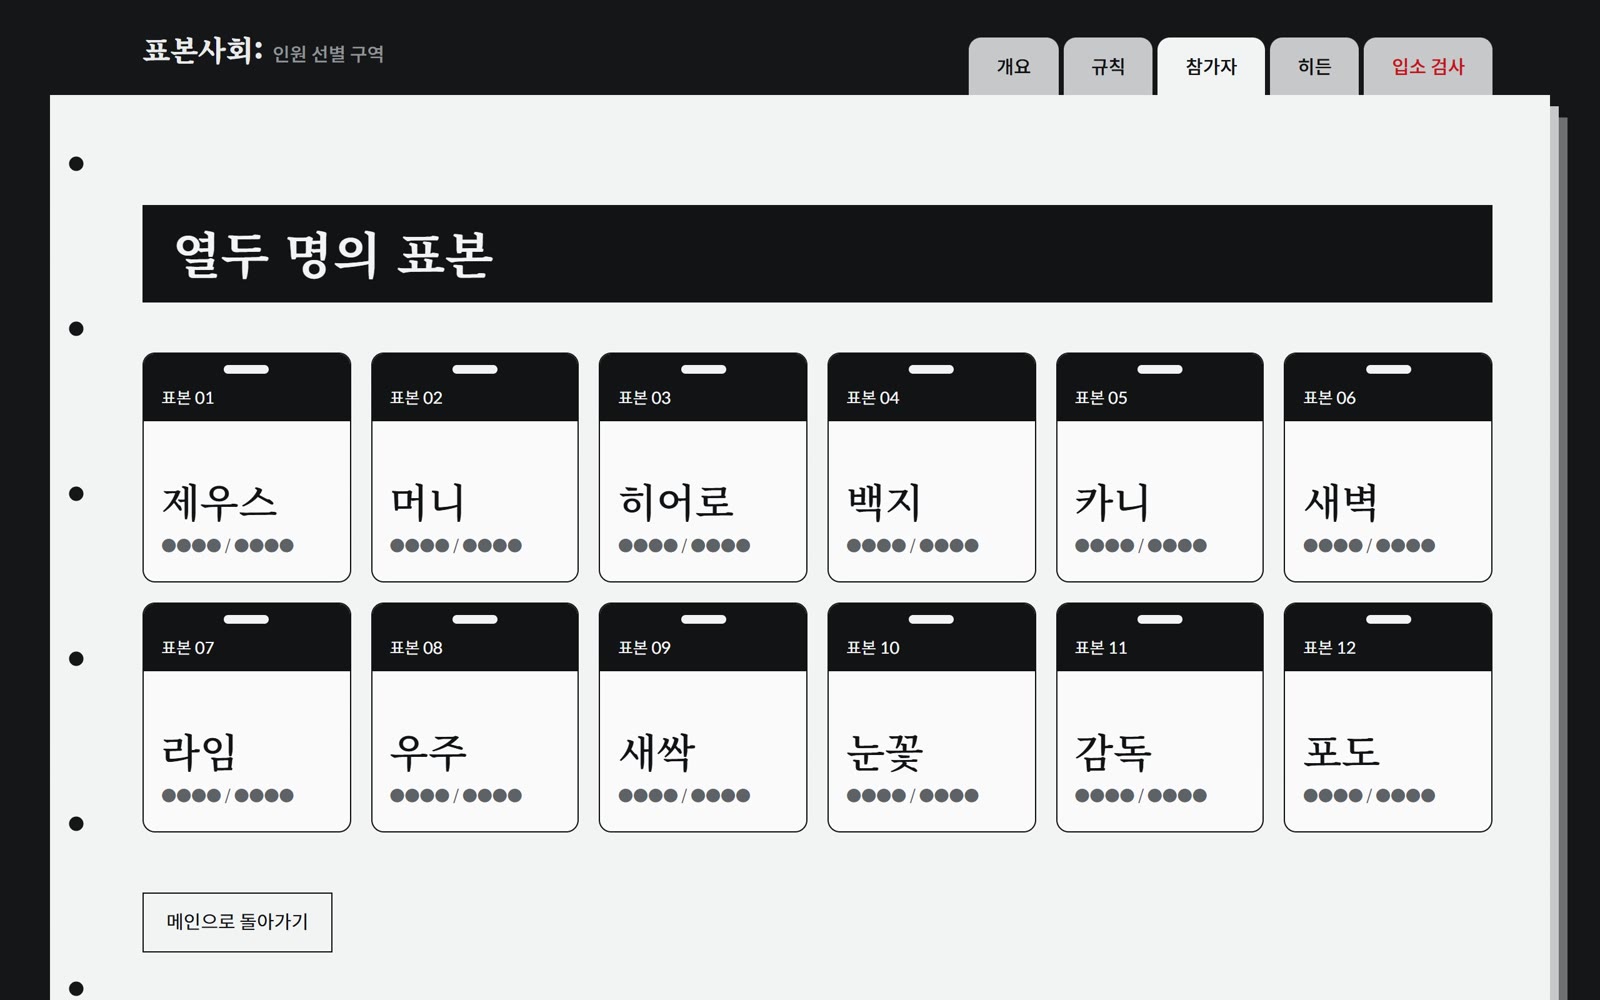 표본사회: 인원 선별 구역
개요 규칙 참가자 히든 입소 검사
열두 명의 표본
표본 01 표본 02 표본 03 표본 04 표본 05 표본 06
제우스 머니 히어로 백지 카니 새벽
●●●● / ●●●● ●●●● / ●●●● ●●●● / ●●●● ●●●● / ●●●● ●●●● / ●●●● ●●●● / ●●●●
표본 07 표본 08 표본 09 표본 10 표본 11 표본 12
라임 우주 새싹 눈꽃 감독 포도
●●●● / ●●●● ●●●● / ●●●● ●●●● / ●●●● ●●●● / ●●●● ●●●● / ●●●● ●●●● / ●●●●
메인으로 돌아가기